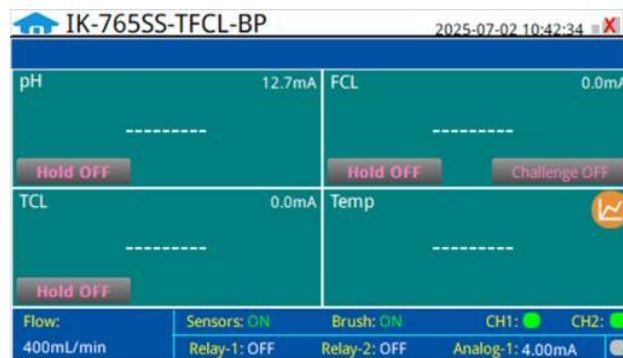 IK-765SS-TFCL-BP 2025-07-02 10:42:34
pH 12.7mA FCL 0.0mA
--------- ---------
Hold OFF Hold OFF Challenge OFF
TCL 0.0mA Temp
--------- ---------
Hold OFF
Flow: Sensors: ON Brush: ON CH1: CH2:
400mL/min Relay-1: OFF Relay-2: OFF Analog-1: 4.00mA